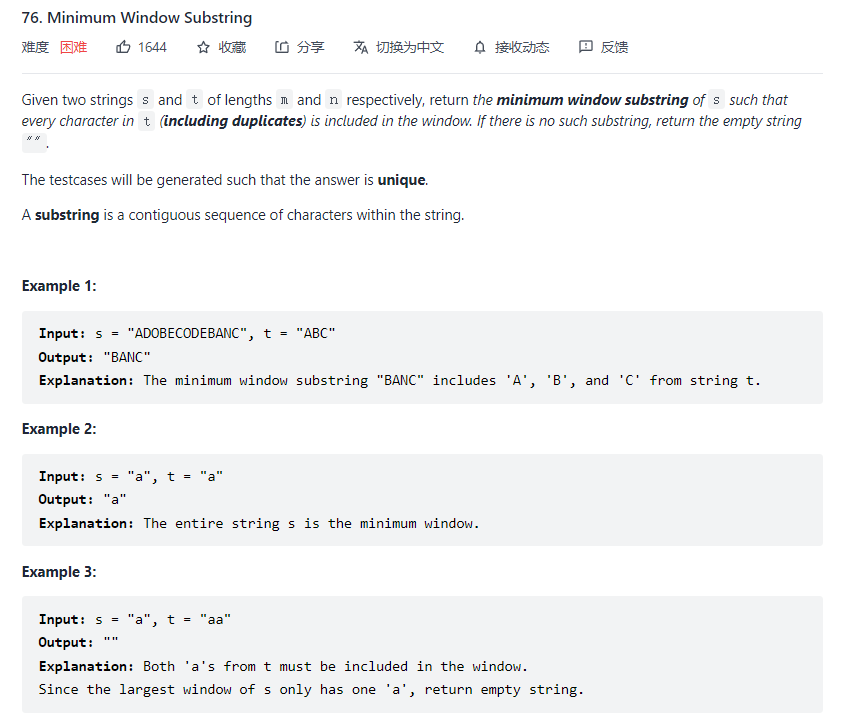 76. Minimum Window Substring
难度 困难 1644 收藏 分享 切换为中文 接收动态 反馈
Given two strings s and t of lengths m and n respectively, return the minimum window substring of s such that
every character in t (including duplicates) is included in the window. If there is no such substring, return the empty string
"".
The testcases will be generated such that the answer is unique.
A substring is a contiguous sequence of characters within the string.
Example 1:
Input: s = "ADOBECODEBANC", t = "ABC"
Output: "BANC"
Explanation: The minimum window substring "BANC" includes 'A', 'B', and 'C' from string t.
Example 2:
Input: s = "a", t = "a"
Output: "a"
Explanation: The entire string s is the minimum window.
Example 3:
Input: s = "a", t = "aa"
Output: ""
Explanation: Both 'a's from t must be included in the window.
Since the largest window of s only has one 'a', return empty string.